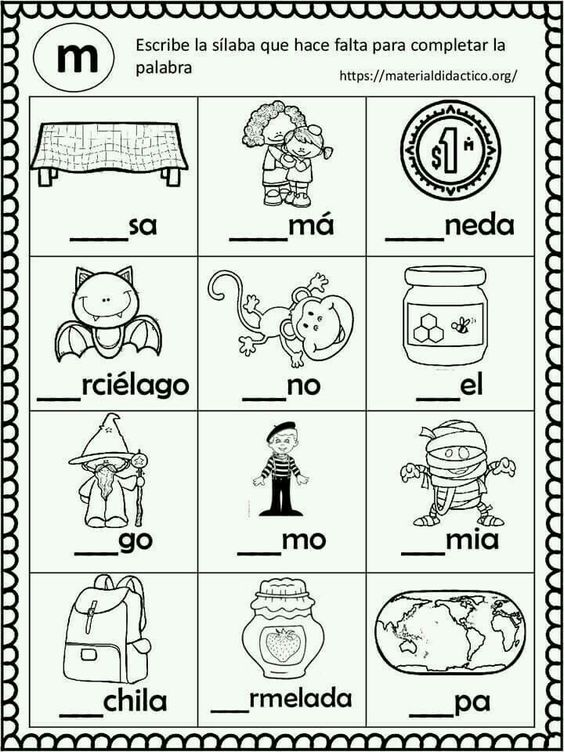 m
Escribe la sílaba que hace falta para completar la
palabra
https://materialdidactico.org/
$1 M
____sa
____má
____neda
___rciélago
___no
___el
___go
___mo
___mia
___chila
___rmelada
___pa